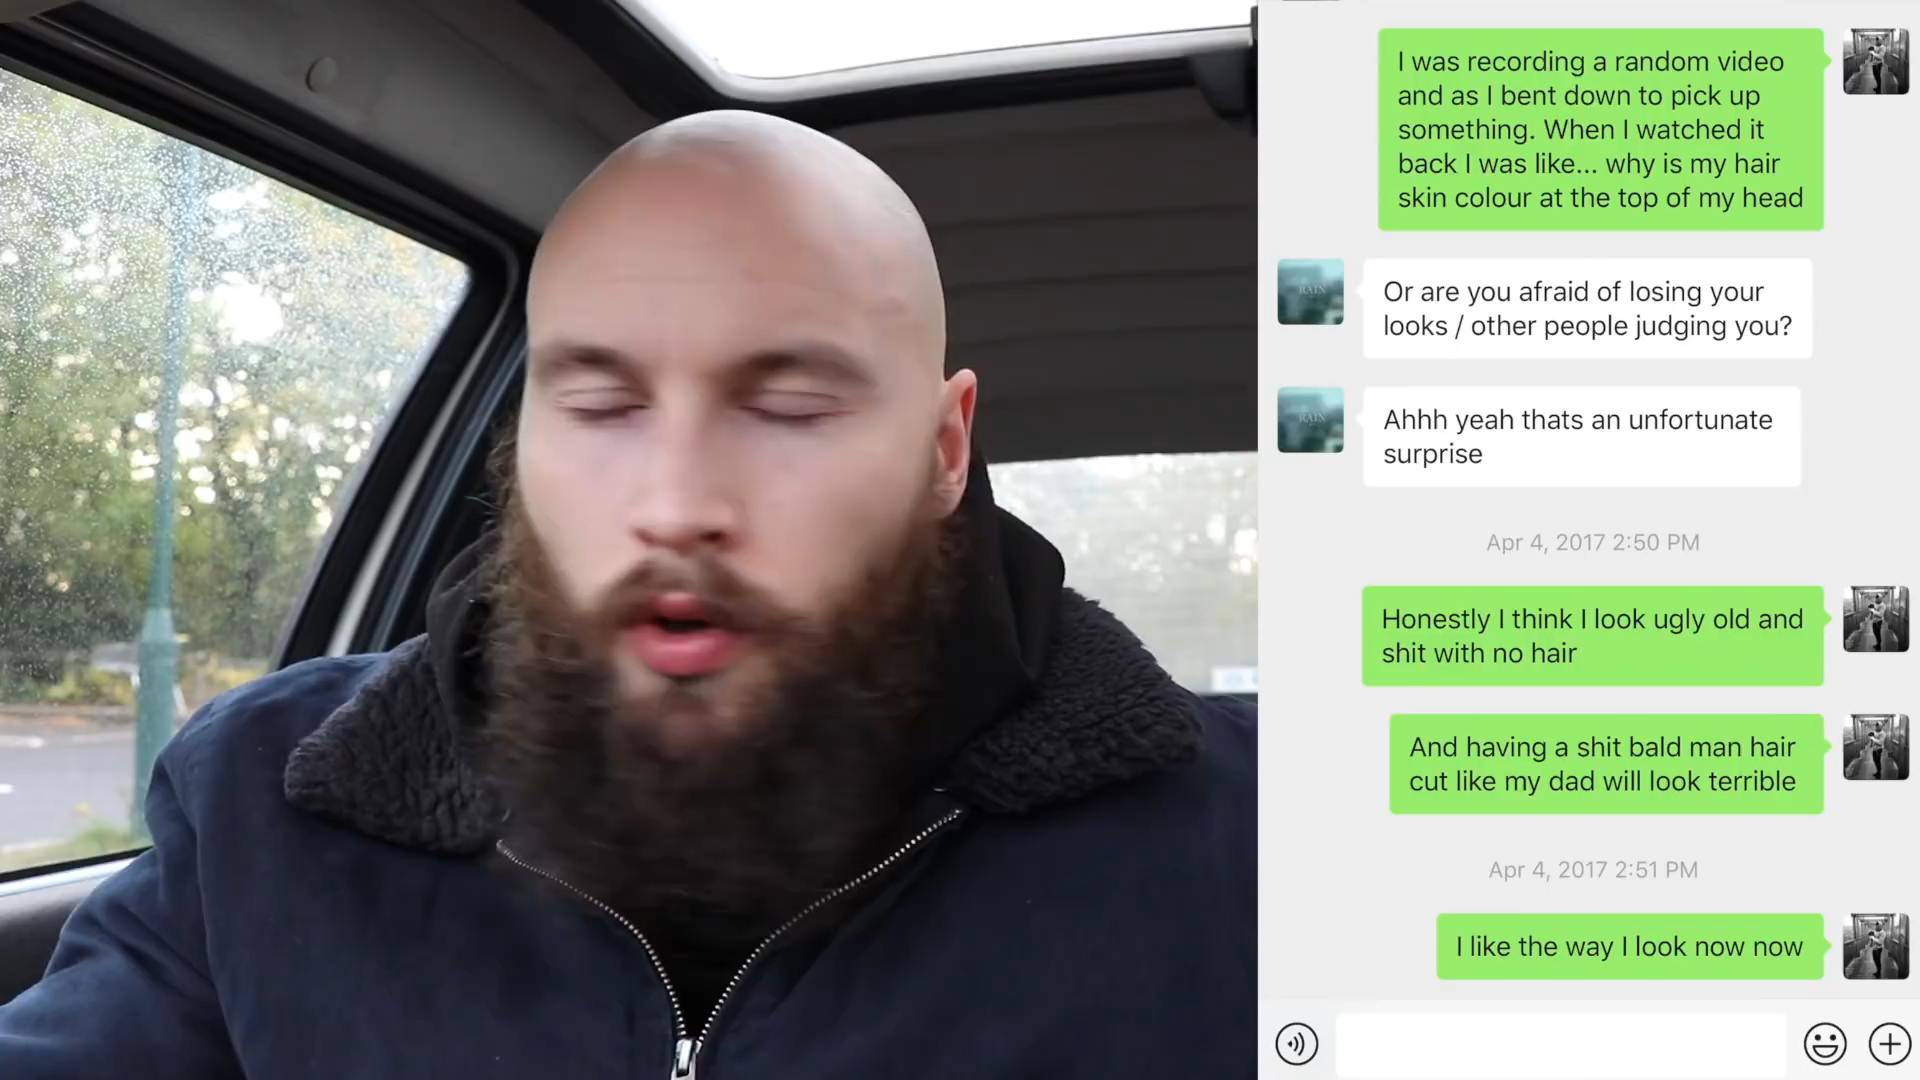 I was recording a random video
and as I bent down to pick up
something. When I watched it
back I was like... why is my hair
skin colour at the top of my head
RAIN
Or are you afraid of losing your
looks / other people judging you?
RAIN
Ahhh yeah thats an unfortunate
surprise
Apr 4, 2017 2:50 PM
Honestly I think I look ugly old and
shit with no hair
And having a shit bald man hair
cut like my dad will look terrible
Apr 4, 2017 2:51 PM
I like the way I look now now